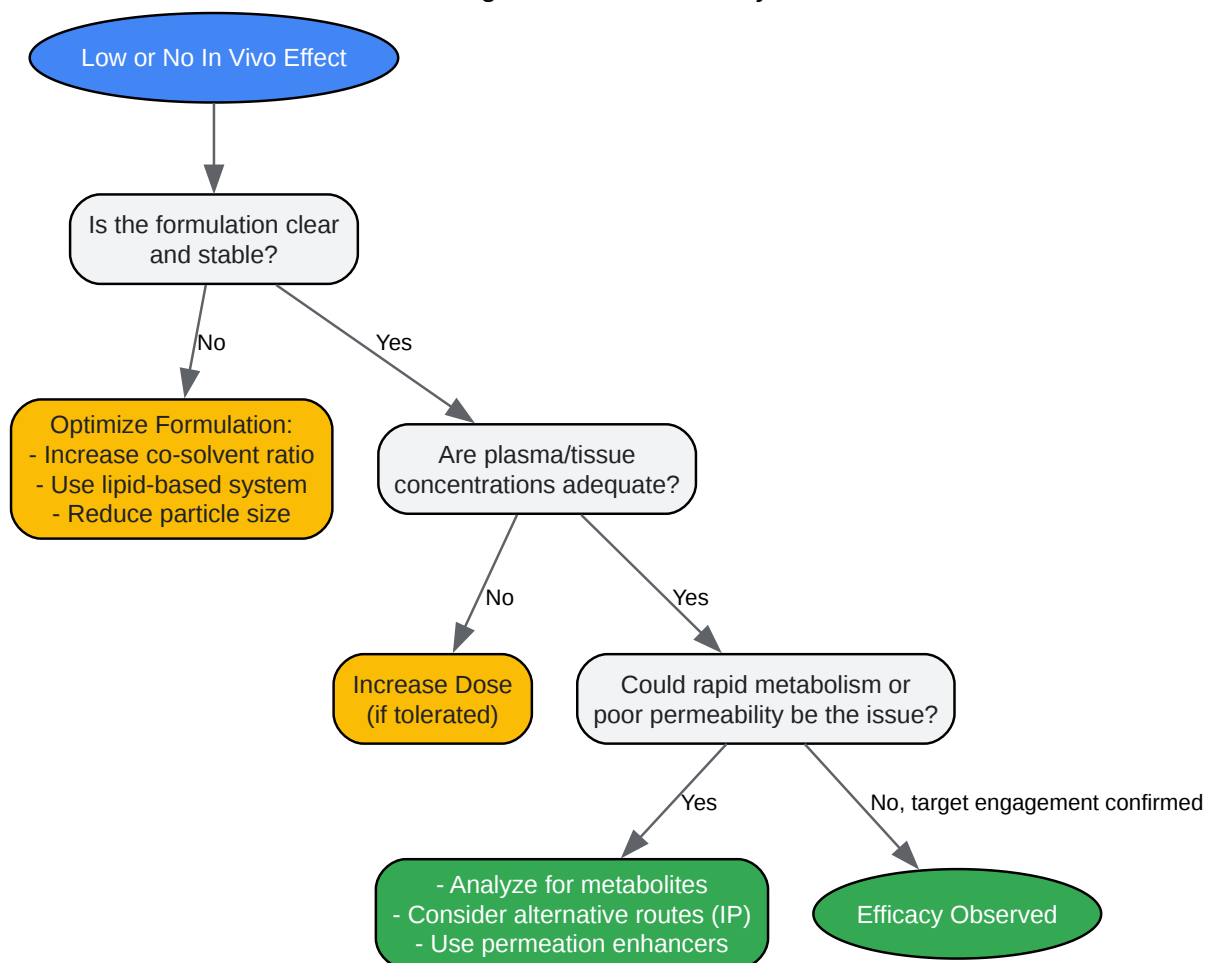 Low or No In Vivo Effect
Is the formulation clear
and stable?
No
Yes
Optimize Formulation:
- Increase co-solvent ratio
- Use lipid-based system
- Reduce particle size
Are plasma/tissue
concentrations adequate?
No
Yes
Increase Dose
(if tolerated)
Could rapid metabolism or
poor permeability be the issue?
Yes
No, target engagement confirmed
- Analyze for metabolites
- Consider alternative routes (IP)
- Use permeation enhancers
Efficacy Observed